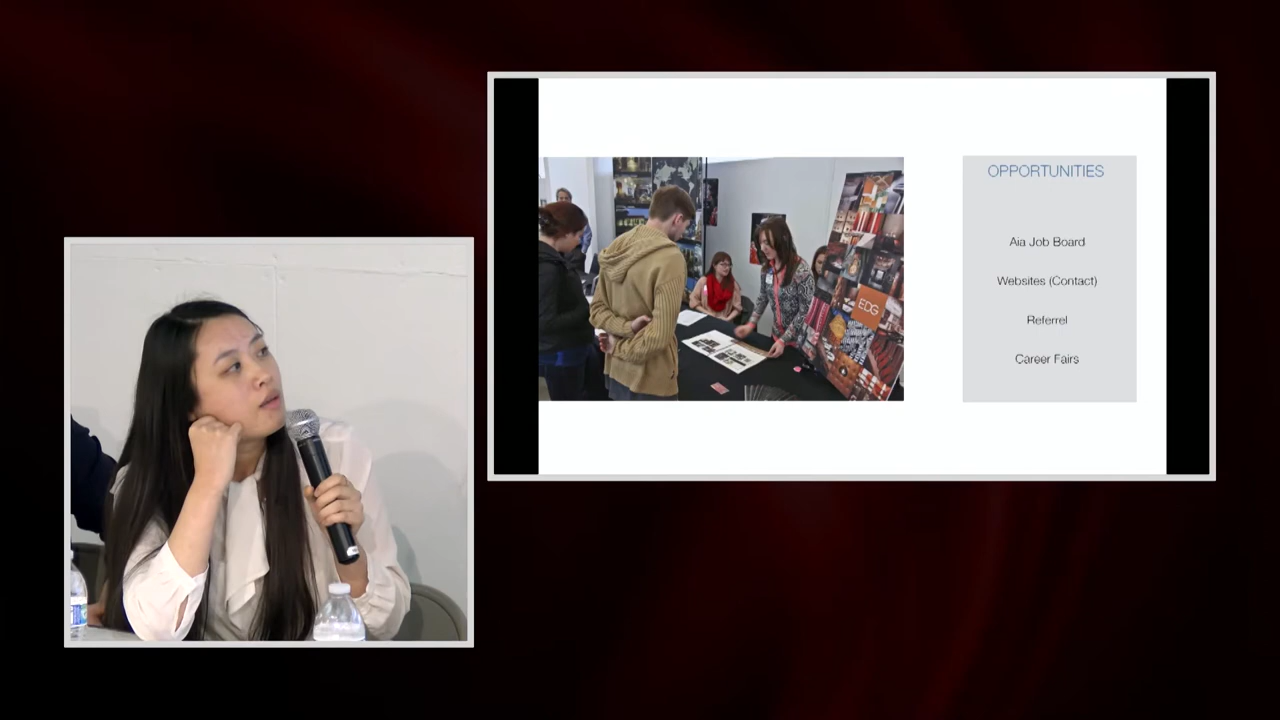 EDG
OPPORTUNITIES
Aia Job Board
Websites (Contact)
Referrel
Career Fairs